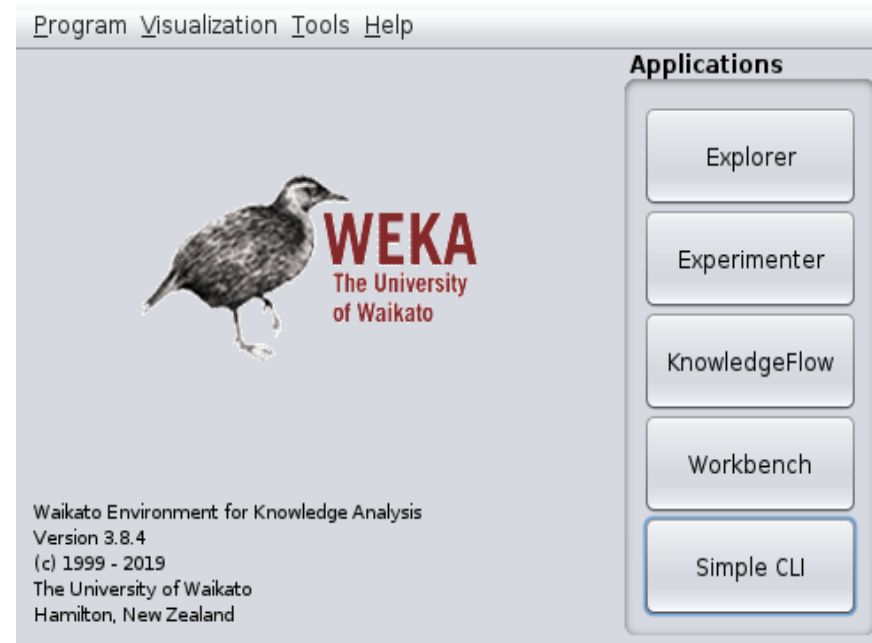 Program Visualization Tools Help
Applications
Explorer
Experimenter
KnowledgeFlow
Workbench
Simple CLI
WEKA
The University
of Waikato
Waikato Environment for Knowledge Analysis
Version 3.8.4
(c) 1999 - 2019
The University of Waikato
Hamilton, New Zealand